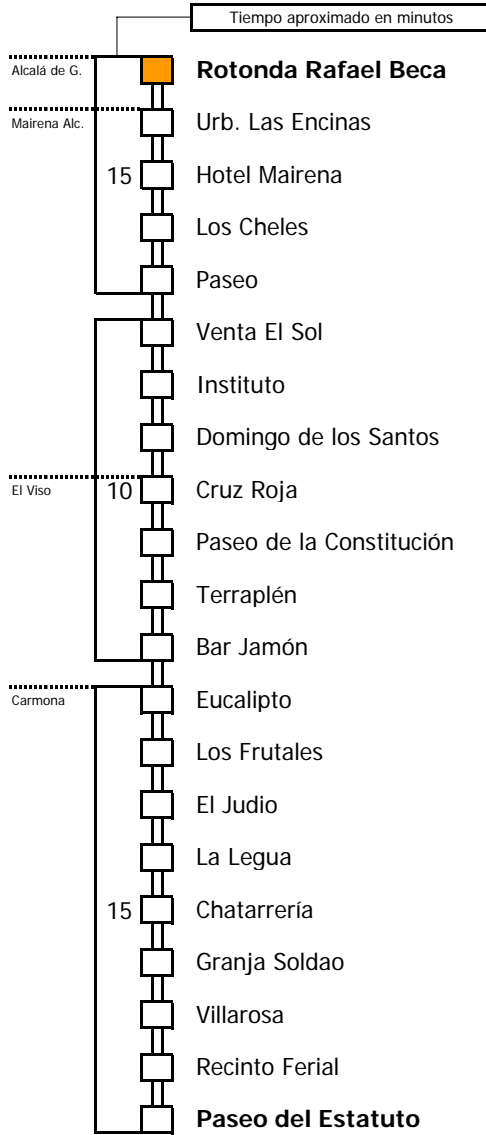 Tiempo aproximado en minutos
Alcalá de G.
Rotonda Rafael Beca
Mairena Alc.
Urb. Las Encinas
15
Hotel Mairena
Los Cheles
Paseo
Venta El Sol
Instituto
Domingo de los Santos
El Viso
10
Cruz Roja
Paseo de la Constitución
Terraplén
Bar Jamón
Carmona
Eucalipto
Los Frutales
El Judio
La Legua
15
Chatarrería
Granja Soldao
Villarosa
Recinto Ferial
Paseo del Estatuto